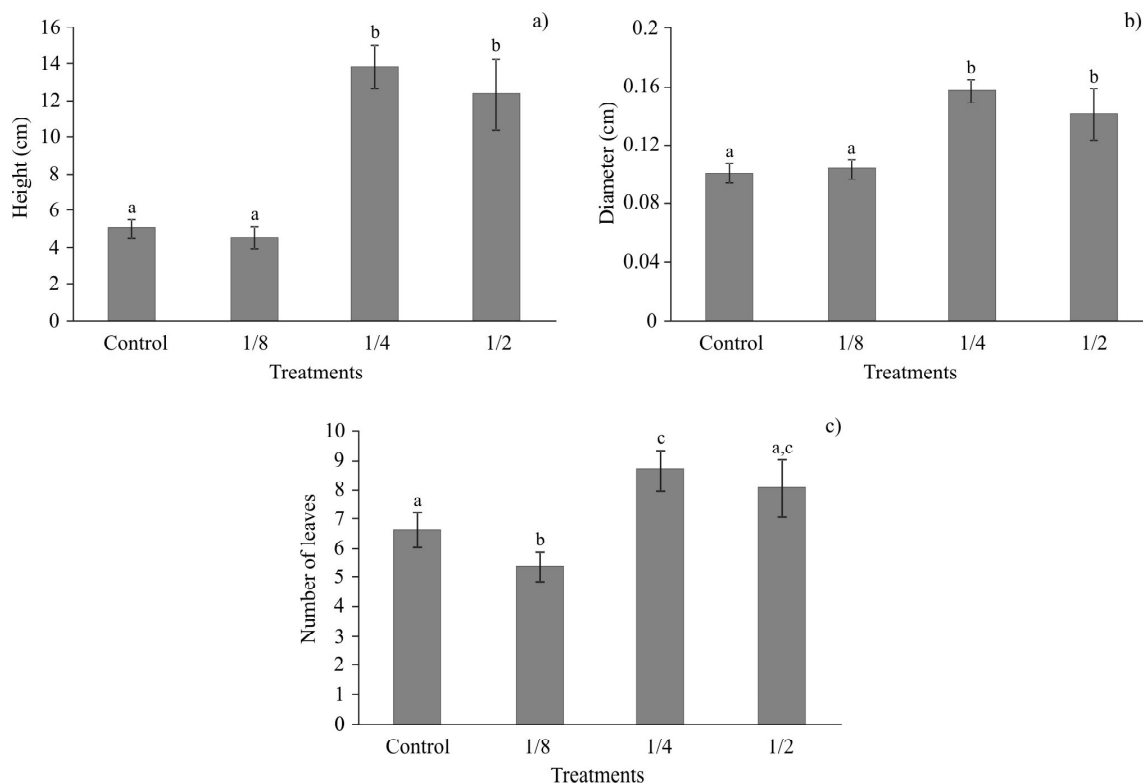 a)
Height (cm)
16
14
12
10
8
6
4
2
0
a
a
b
b
Control 1/8 1/4 1/2
Treatments
b)
Diameter (cm)
0.2
0.16
0.12
0.08
0.04
0
a
a
b
b
Control 1/8 1/4 1/2
Treatments
c)
Number of leaves
10
9
8
7
6
5
4
3
2
1
0
a
b
c
a,c
Control 1/8 1/4 1/2
Treatments